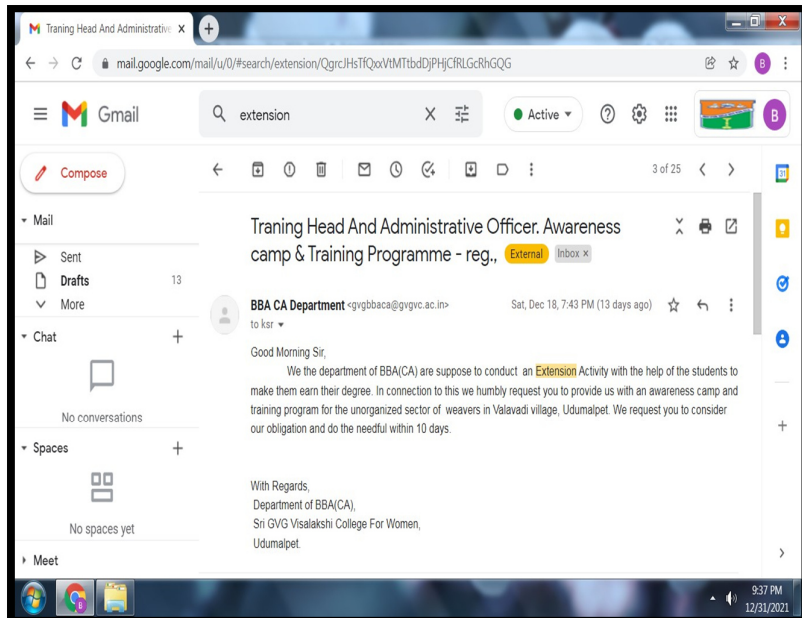 Traning Head And Administrative
mail.google.com/mail/u/0/#search/extension/QgrcJHsTfQxxVtMTtbdDjPHjCfRLGcRhGQG
B
Gmail
extension
Active
B
Compose
3 of 25
31
Mail
Sent
Drafts 13
More
Chat
No conversations
Spaces
No spaces yet
Meet
Traning Head And Administrative Officer. Awareness
camp & Training Programme - reg., External Inbox x
BBA CA Department <gvgbbaca@gvgvc.ac.in> Sat, Dec 18, 7:43 PM (13 days ago)
to ksr
Good Morning Sir,
We the department of BBA(CA) are suppose to conduct an Extension Activity with the help of the students to
make them earn their degree. In connection to this we humbly request you to provide us with an awareness camp and
training program for the unorganized sector of weavers in Valavadi village, Udumalpet. We request you to consider
our obligation and do the needful within 10 days.
With Regards,
Department of BBA(CA),
Sri GVG Visalakshi College For Women,
Udumalpet.
9:37 PM
12/31/2021